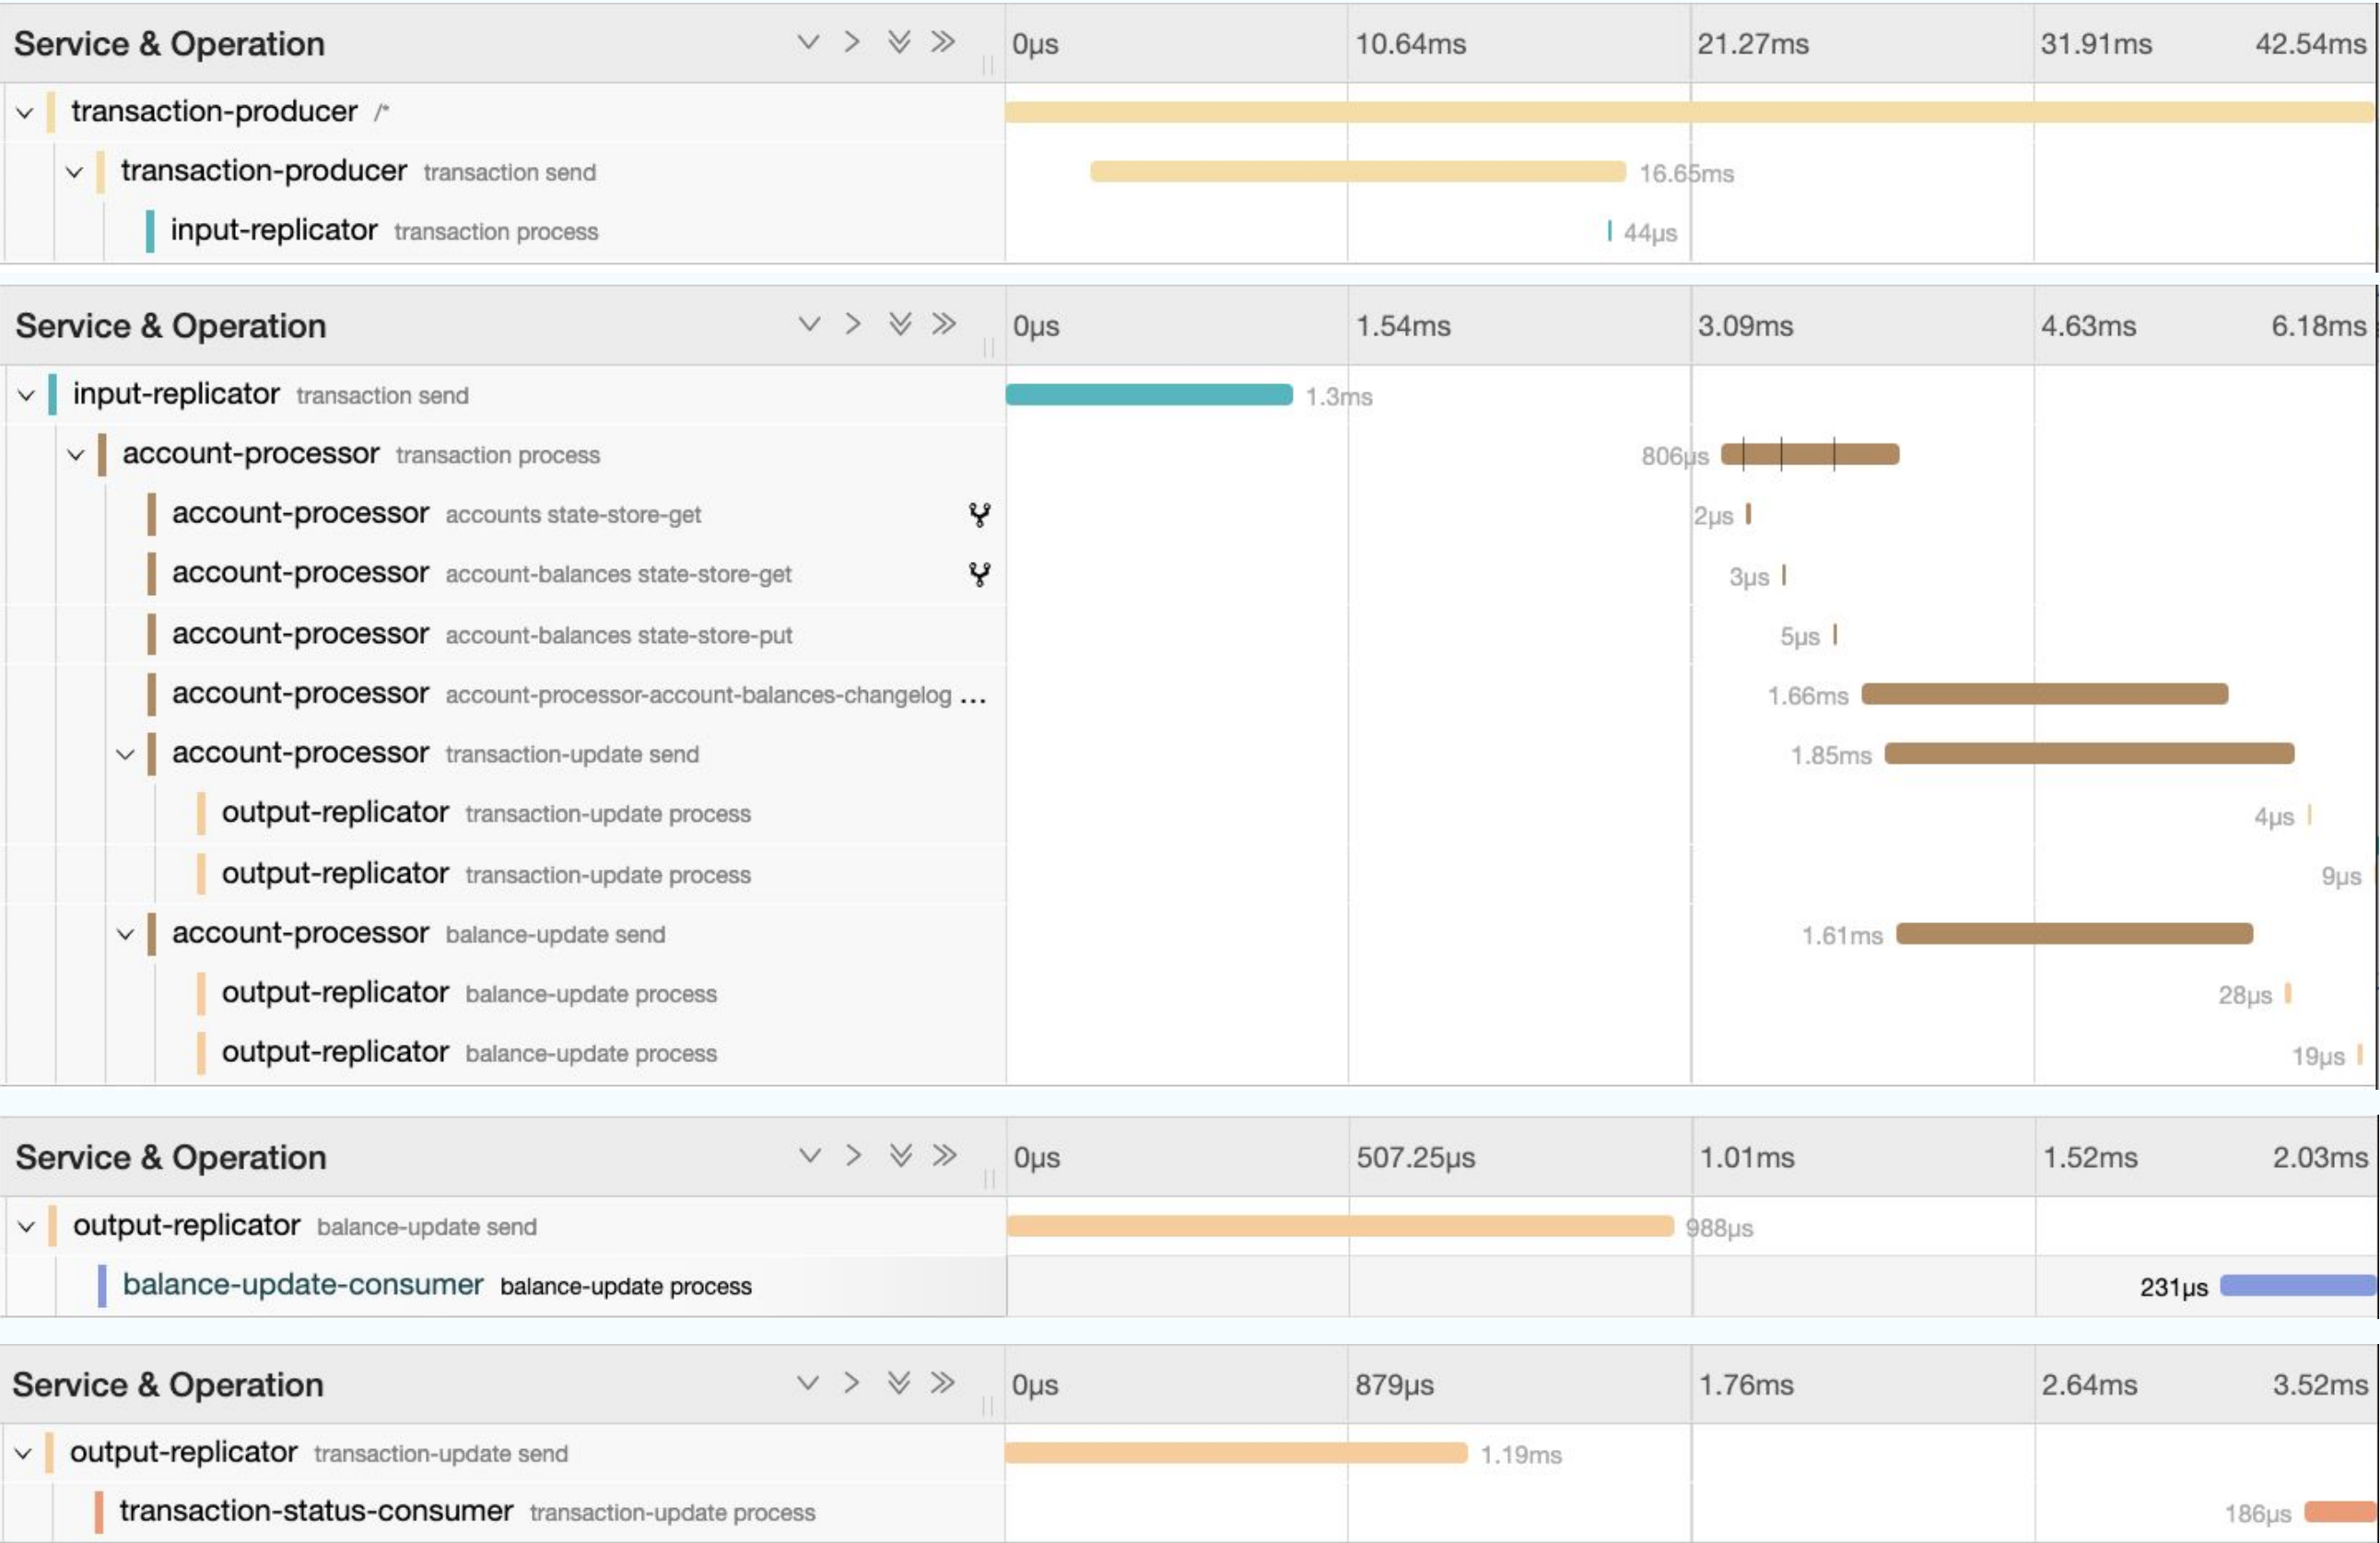 Service & Operation 0µs 10.64ms 21.27ms 31.91ms 42.54ms
transaction-producer /*
transaction-producer transaction send 16.65ms
input-replicator transaction process 44µs
Service & Operation 0µs 1.54ms 3.09ms 4.63ms 6.18ms
input-replicator transaction send 1.3ms
account-processor transaction process 806µs
account-processor accounts state-store-get 2µs
account-processor account-balances state-store-get 3µs
account-processor account-balances state-store-put 5µs
account-processor account-processor-account-balances-changelog ... 1.66ms
account-processor transaction-update send 1.85ms
output-replicator transaction-update process 4µs
output-replicator transaction-update process 9µs
account-processor balance-update send 1.61ms
output-replicator balance-update process 28µs
output-replicator balance-update process 19µs
Service & Operation 0µs 507.25µs 1.01ms 1.52ms 2.03ms
output-replicator balance-update send 988µs
balance-update-consumer balance-update process 231µs
Service & Operation 0µs 879µs 1.76ms 2.64ms 3.52ms
output-replicator transaction-update send 1.19ms
transaction-status-consumer transaction-update process 186µs